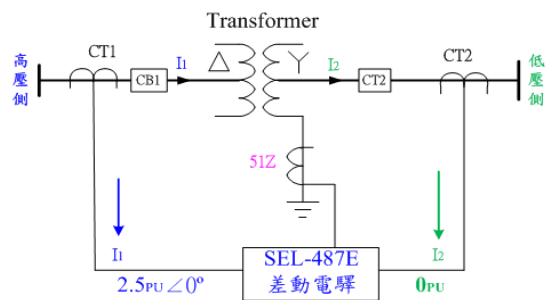 Transformer
CT1
CB1
I1
△
Y
I2
CT2
CT2
高壓側
低壓側
51Z
I1
I2
SEL-487E
差動電驛
2.5PU∠0°
0PU